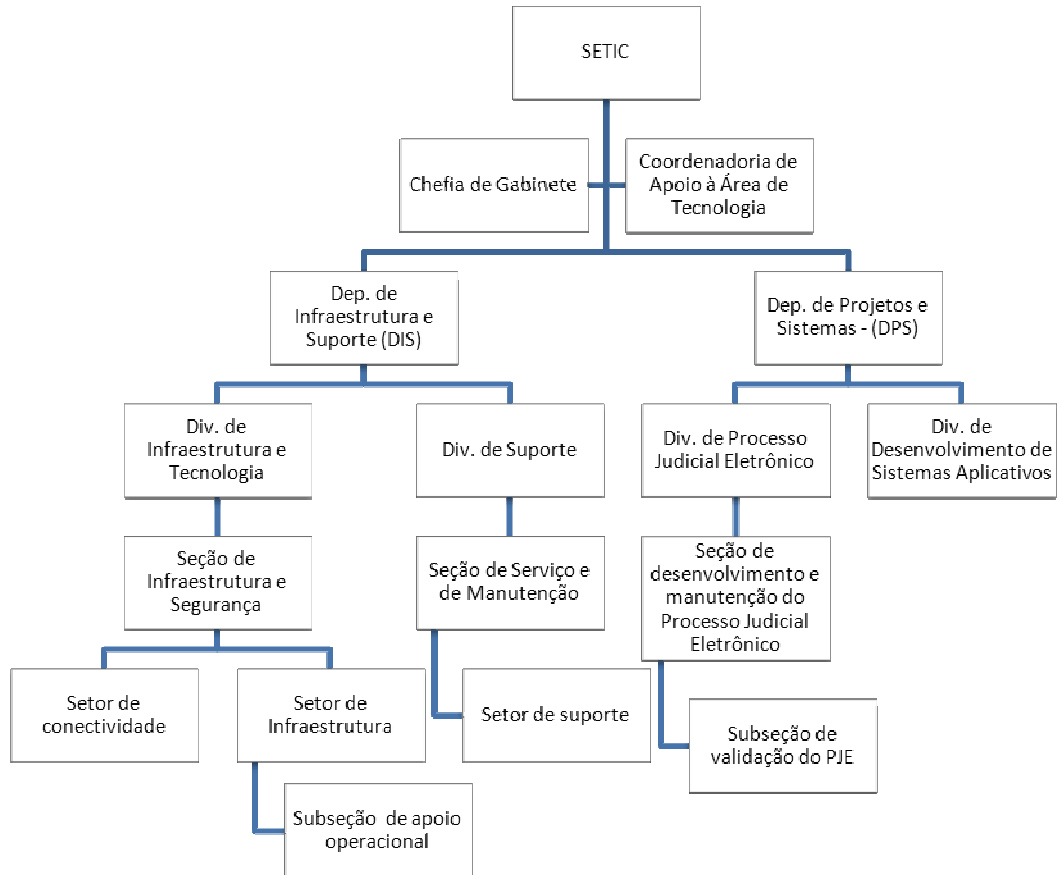 SETIC
Chefia de Gabinete
Coordenadoria de
Apoio à Área de
Tecnologia
Dep. de
Infraestrutura e
Suporte (DIS)
Dep. de Projetos e
Sistemas - (DPS)
Div. de
Infraestrutura e
Tecnologia
Div. de Suporte
Div. de Processo
Judicial Eletrônico
Div. de
Desenvolvimento de
Sistemas Aplicativos
Seção de
Infraestrutura e
Segurança
Seção de Serviço e
de Manutenção
Seção de
desenvolvimento e
manutenção do
Processo Judicial
Eletrônico
Setor de
conectividade
Setor de
Infraestrutura
Setor de suporte
Subseção de
validação do PJE
Subseção de apoio
operacional